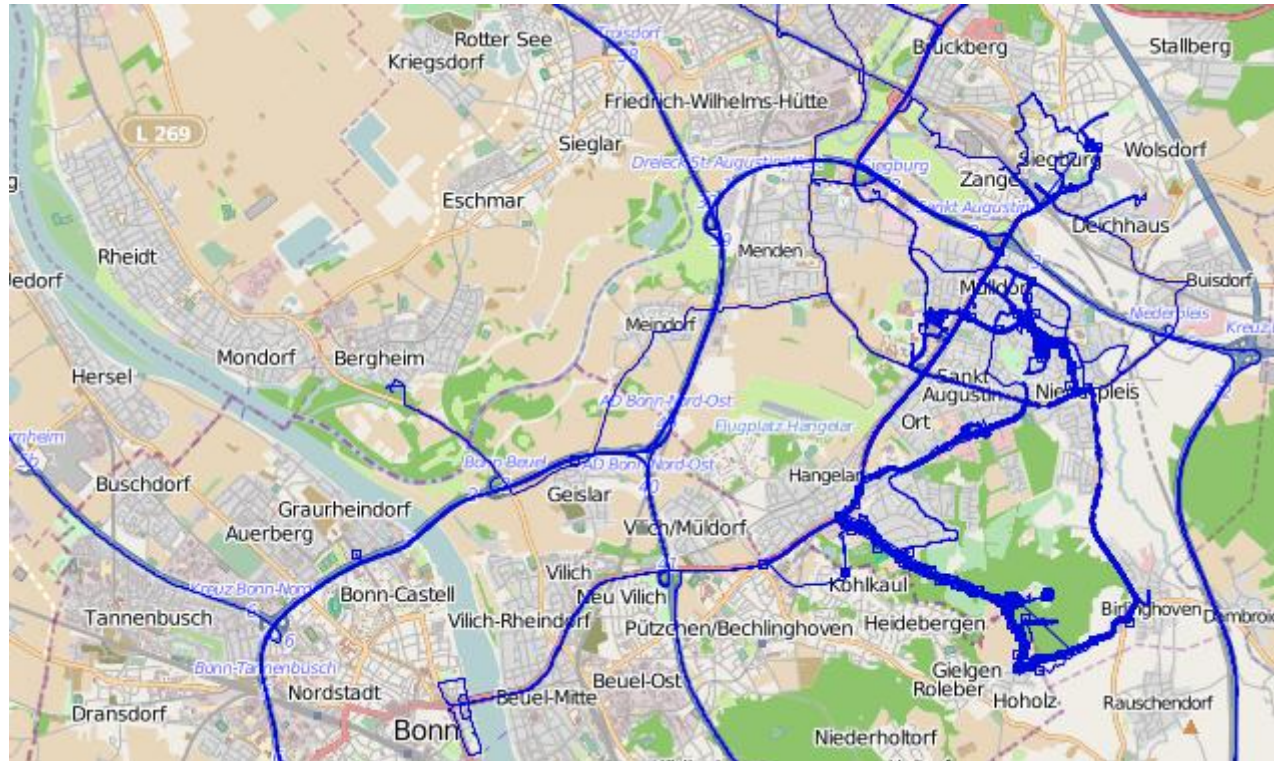 Troisdorf
Rotter See
Kriegsdorf
Brückberg
Stallberg
Friedrich-Wilhelms-Hütte
L 269
Sieglar
Siegburg
Siegburg
Wolsdorf
Zange
Eschmar
Sankt Augustin
Deichhaus
Menden
Rheidt
Buisdorf
Mülldorf
Niederpleis
Meindorf
Mondorf
Bergheim
Hersel
Sankt
Augustin
Niederpleis
AD Bonn-Nord-Ost
Ort
Flugplatz Hangelar
Bonn Beuel
AD Bonn-Nord-Ost
Hangelar
Buschdorf
Geislar
Graurheindorf
Auerberg
Vilich/Müldorf
Kreuz Bonn-Nord
Vilich
Bonn-Castell
Neu Vilich
Kohlkaul
Tannenbusch
Vilich-Rheindorf
Pützchen/Bechlinghoven
Heidebergen
Birlinghoven
6
Bonn-Tannenbusch
Nordstadt
Beuel-Ost
Beuel-Mitte
Gielgen
Roleber
Hoholz
Rauschendorf
Dransdorf
Bonn
Niederholtorf